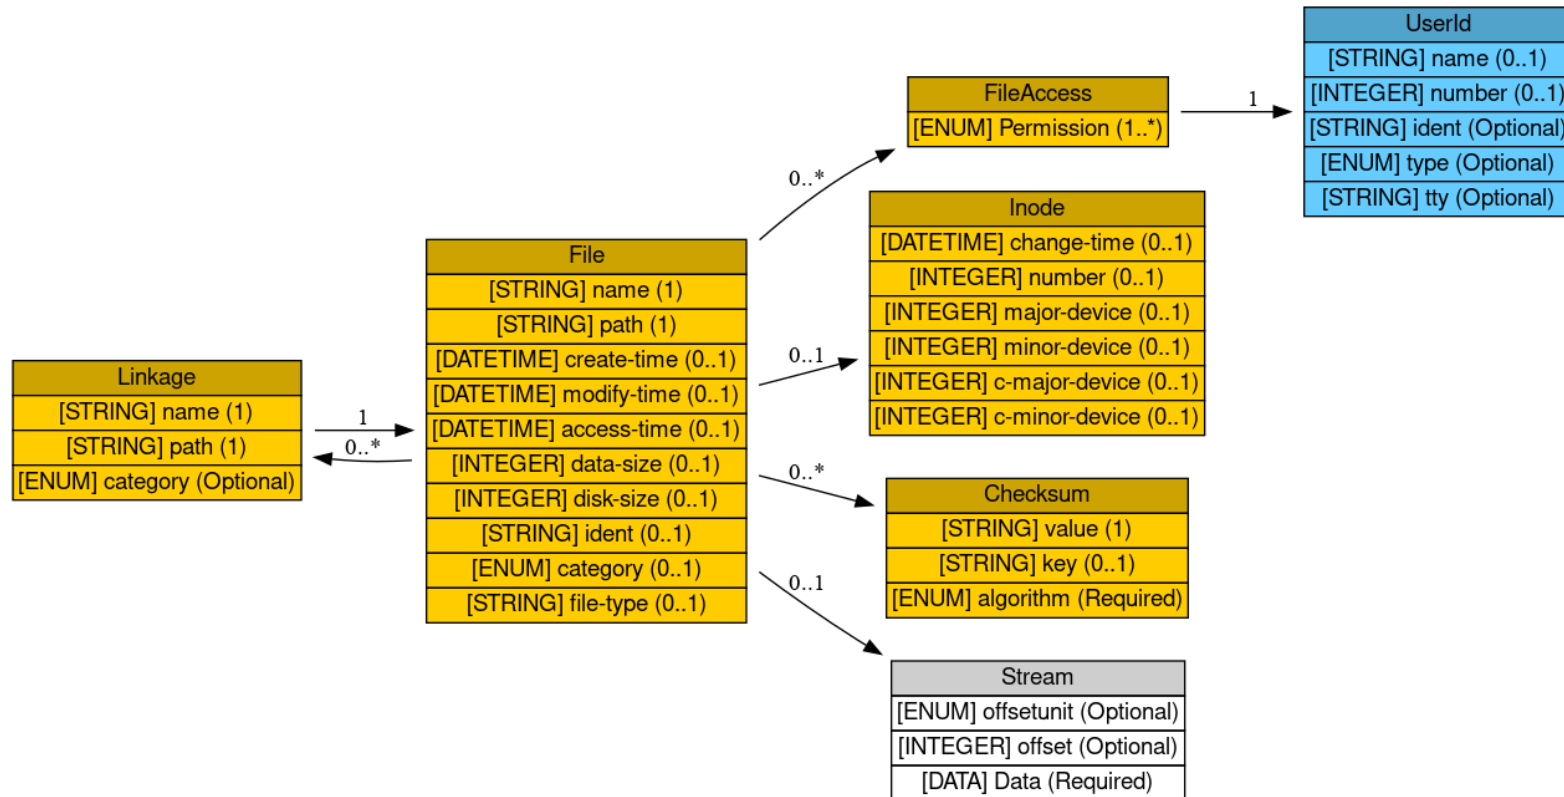 Linkage
[STRING] name (1)
[STRING] path (1)
[ENUM] category (Optional)
1
0..*
File
[STRING] name (1)
[STRING] path (1)
[DATETIME] create-time (0..1)
[DATETIME] modify-time (0..1)
[DATETIME] access-time (0..1)
[INTEGER] data-size (0..1)
[INTEGER] disk-size (0..1)
[STRING] ident (0..1)
[ENUM] category (0..1)
[STRING] file-type (0..1)
0..*
0..1
0..*
0..1
FileAccess
[ENUM] Permission (1..*)
1
UserId
[STRING] name (0..1)
[INTEGER] number (0..1)
[STRING] ident (Optional)
[ENUM] type (Optional)
[STRING] tty (Optional)
Inode
[DATETIME] change-time (0..1)
[INTEGER] number (0..1)
[INTEGER] major-device (0..1)
[INTEGER] minor-device (0..1)
[INTEGER] c-major-device (0..1)
[INTEGER] c-minor-device (0..1)
Checksum
[STRING] value (1)
[STRING] key (0..1)
[ENUM] algorithm (Required)
Stream
[ENUM] offsetunit (Optional)
[INTEGER] offset (Optional)
[DATA] Data (Required)